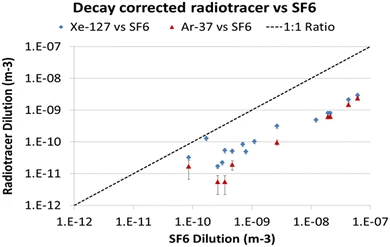 Decay corrected radiotracer vs SF6
Xe-127 vs SF6 Ar-37 vs SF6 1:1 Ratio
Radiotracer Dilution (m-3)
1.E-07
1.E-08
1.E-09
1.E-10
1.E-11
1.E-12
1.E-12 1.E-11 1.E-10 1.E-09 1.E-08 1.E-07
SF6 Dilution (m-3)